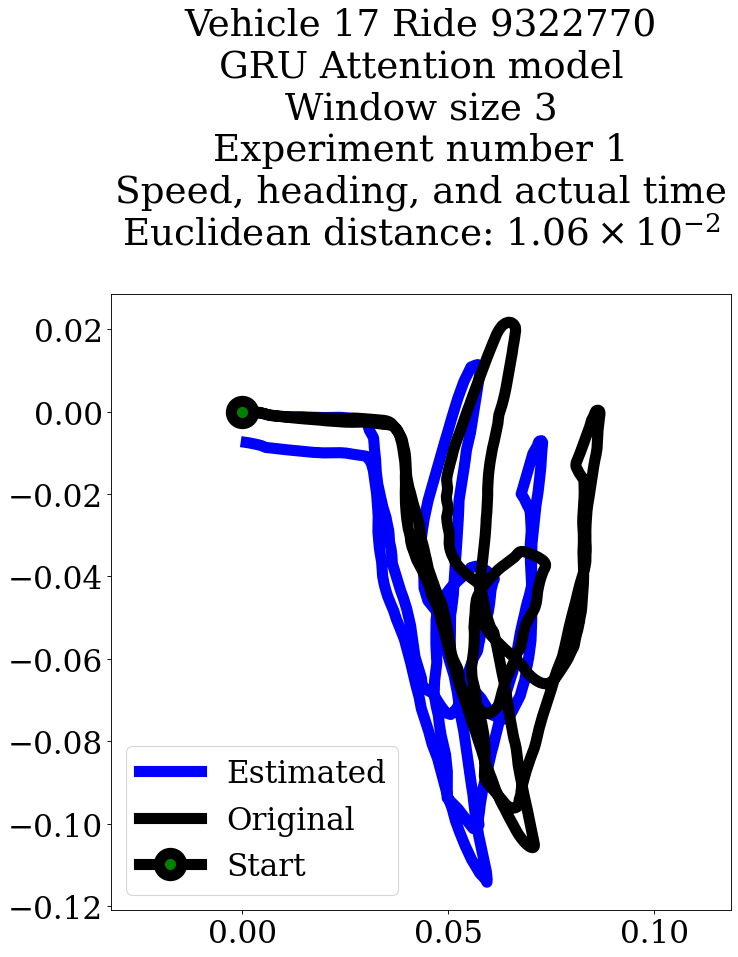 Vehicle 17 Ride 9322770
GRU Attention model
Window size 3
Experiment number 1
Speed, heading, and actual time
Euclidean distance: 1.06 × 10⁻²
0.02
0.00
−0.02
−0.04
−0.06
−0.08
−0.10
−0.12
Estimated
Original
Start
0.00 0.05 0.10